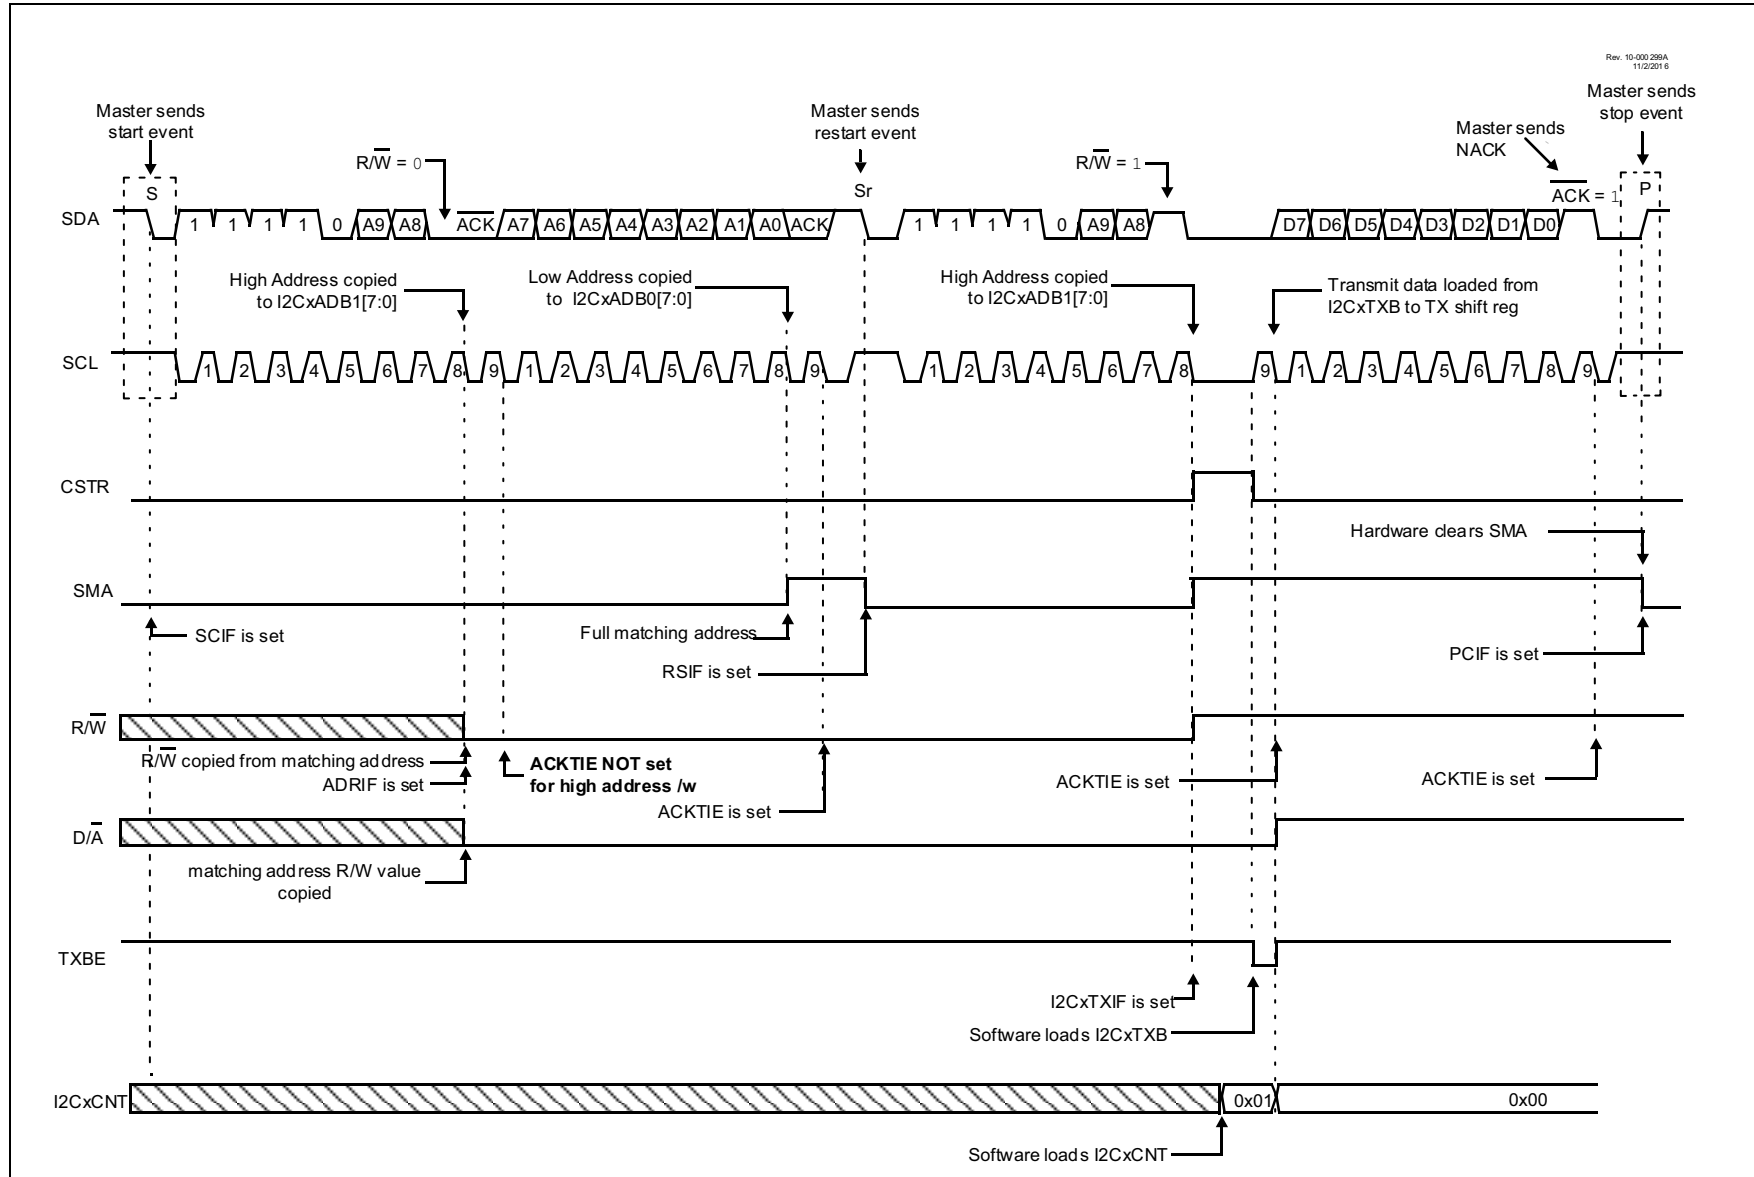 Rev. 10-000 299A
11/2/201 6
Master sends
start event
Master sends
restart event
Master sends
stop event
Master sends
NACK
R/W̅ = 0
R/W̅ = 1
A̅C̅K̅ = 1
S
Sr
P
SDA
1 1 1 1 0 A9 A8 A̅C̅K̅ A7 A6 A5 A4 A3 A2 A1 A0 ACK 1 1 1 1 0 A9 A8 D7 D6 D5 D4 D3 D2 D1 D0
High Address copied
to I2CxADB1[7:0]
Low Address copied
to I2CxADB0[7:0]
High Address copied
to I2CxADB1[7:0]
Transmit data loaded from
I2CxTXB to TX shift reg
SCL
1 2 3 4 5 6 7 8 9 1 2 3 4 5 6 7 8 9 1 2 3 4 5 6 7 8 9 1 2 3 4 5 6 7 8 9
CSTR
Hardware clears SMA
SMA
SCIF is set
Full matching address
RSIF is set
PCIF is set
R/W̅
R/W̅ copied from matching address
ADRIF is set
ACKTIE NOT set
for high address /w
ACKTIE is set
ACKTIE is set
ACKTIE is set
D/A̅
matching address R/W value
copied
TXBE
I2CxTXIF is set
Software loads I2CxTXB
I2CxCNT
0x01
0x00
Software loads I2CxCNT